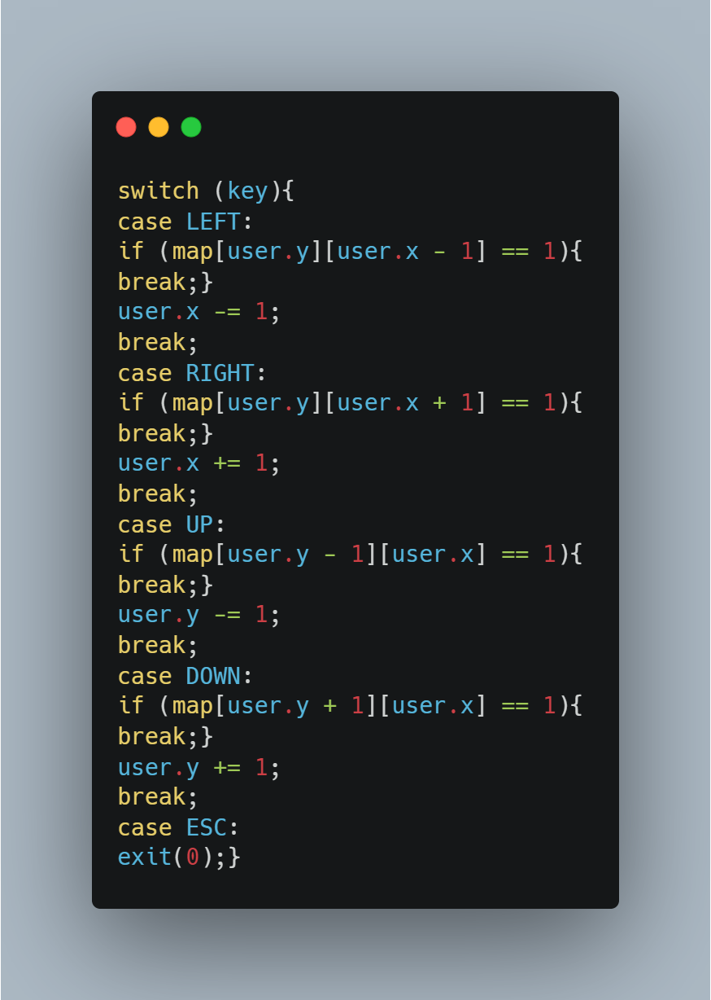 switch (key){
case LEFT:
if (map[user.y][user.x - 1] == 1){
break;}
user.x -= 1;
break;
case RIGHT:
if (map[user.y][user.x + 1] == 1){
break;}
user.x += 1;
break;
case UP:
if (map[user.y - 1][user.x] == 1){
break;}
user.y -= 1;
break;
case DOWN:
if (map[user.y + 1][user.x] == 1){
break;}
user.y += 1;
break;
case ESC:
exit(0);}